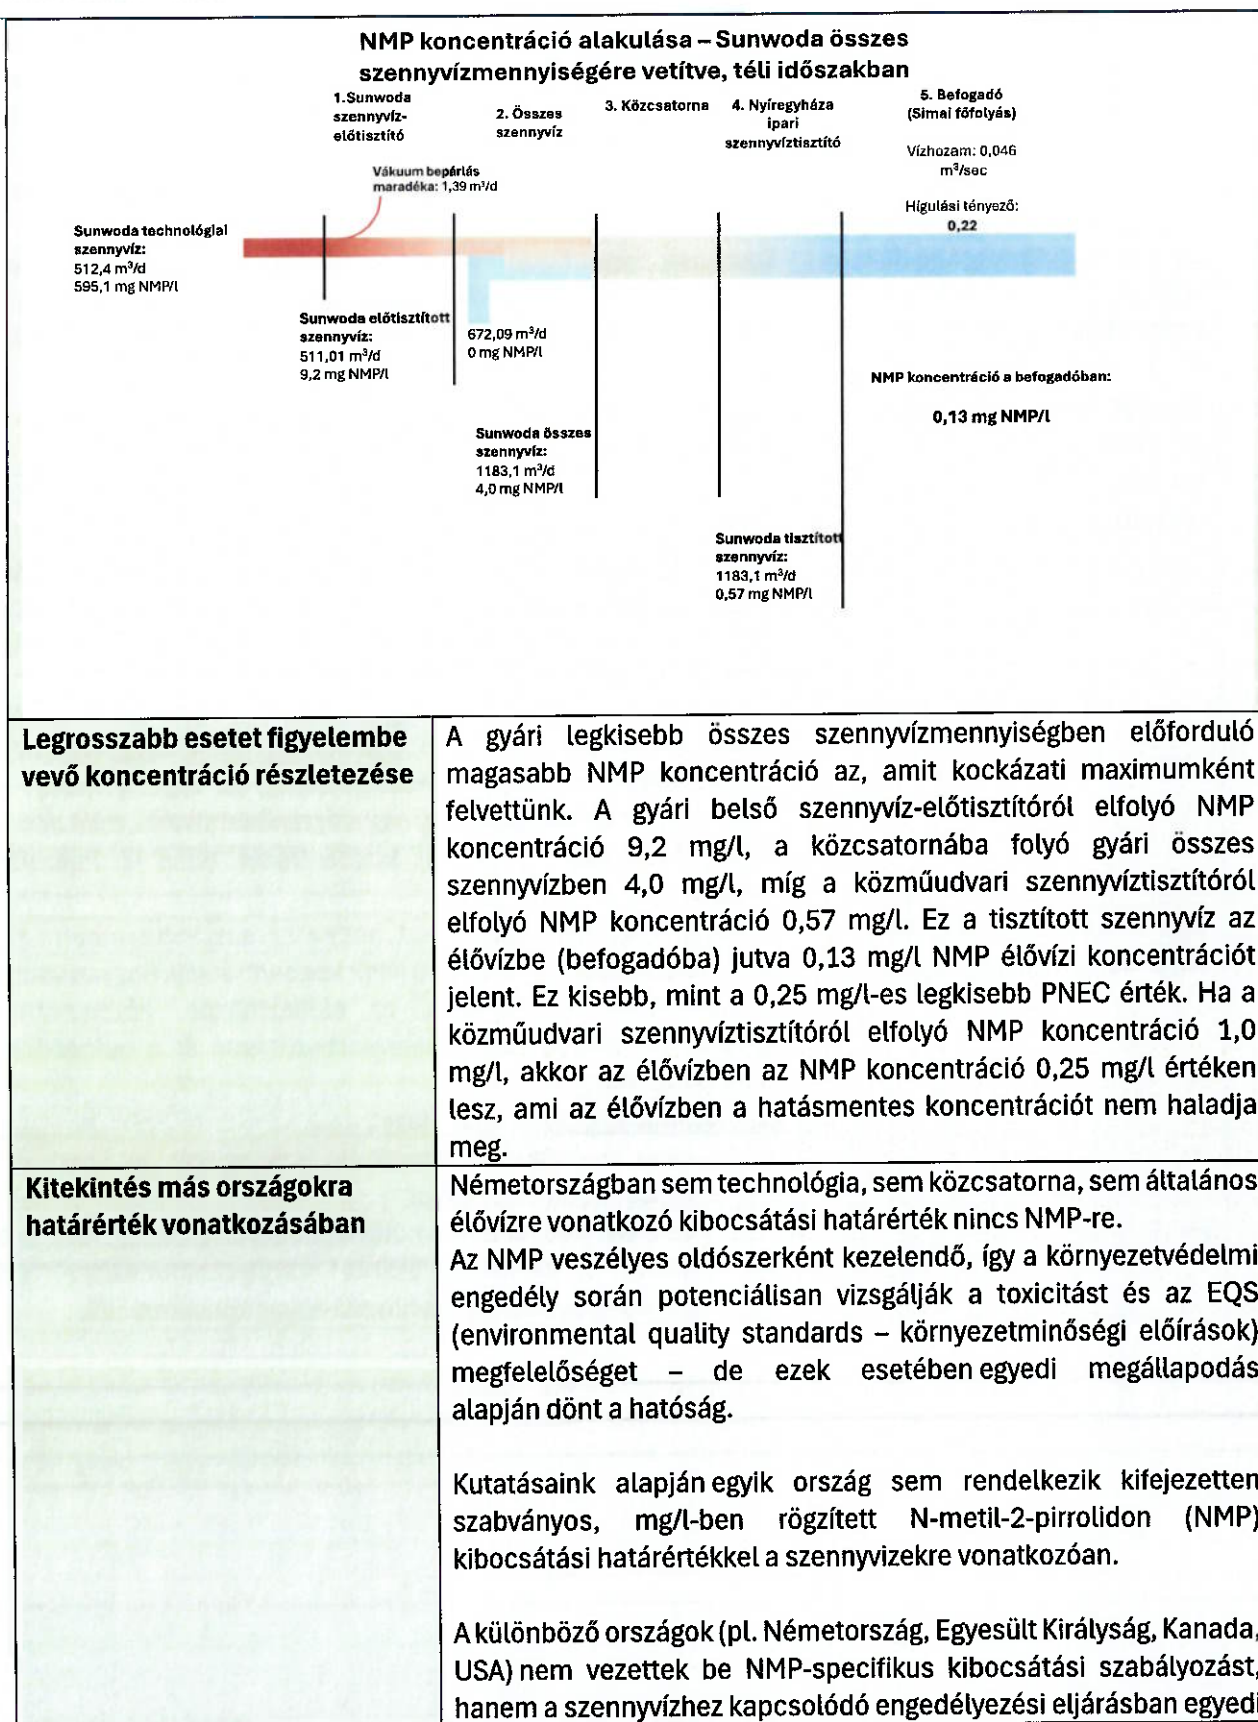 NMP koncentráció alakulása – Sunwoda összes
szennyvízmennyiségére vetítve, téli időszakban
1.Sunwoda
szennyvíz-
előtisztító
2. Összes
szennyvíz
3. Közcsatorna
4. Nyíregyháza
ipari
szennyvíztisztító
5. Befogadó
(Simai főfolyás)
Vízhozam: 0,046
m³/sec
Hígulási tényező:
0,22
Vákuum bepárlás
maradéka: 1,39 m³/d
Sunwoda technológiai
szennyvíz:
512,4 m³/d
595,1 mg NMP/l
Sunwoda előtisztított
szennyvíz:
511,01 m³/d
9,2 mg NMP/l
672,09 m³/d
0 mg NMP/l
NMP koncentráció a befogadóban:
0,13 mg NMP/l
Sunwoda összes
szennyvíz:
1183,1 m³/d
4,0 mg NMP/l
Sunwoda tisztított
szennyvíz:
1183,1 m³/d
0,57 mg NMP/l
Legrosszabb esetet figyelembe
vevő koncentráció részletezése
A gyári legkisebb összes szennyvízmennyiségben előforduló
magasabb NMP koncentráció az, amit kockázati maximumként
felvettünk. A gyári belső szennyvíz-előtisztítóról elfolyó NMP
koncentráció 9,2 mg/l, a közcsatornába folyó gyári összes
szennyvízben 4,0 mg/l, míg a közműudvari szennyvíztisztítóról
elfolyó NMP koncentráció 0,57 mg/l. Ez a tisztított szennyvíz az
élővízbe (befogadóba) jutva 0,13 mg/l NMP élővízi koncentrációt
jelent. Ez kisebb, mint a 0,25 mg/l-es legkisebb PNEC érték. Ha a
közműudvari szennyvíztisztítóról elfolyó NMP koncentráció 1,0
mg/l, akkor az élővízben az NMP koncentráció 0,25 mg/l értéken
lesz, ami az élővízben a hatásmentes koncentrációt nem haladja
meg.
Kitekintés más országokra
határérték vonatkozásában
Németországban sem technológia, sem közcsatorna, sem általános
élővízre vonatkozó kibocsátási határérték nincs NMP-re.
Az NMP veszélyes oldószerként kezelendő, így a környezetvédelmi
engedély során potenciálisan vizsgálják a toxicitást és az EQS
(environmental quality standards – környezetminőségi előírások)
megfelelőséget – de ezek esetében egyedi megállapodás
alapján dönt a hatóság.
Kutatásaink alapján egyik ország sem rendelkezik kifejezetten
szabványos, mg/l-ben rögzített N-metil-2-pirrolidon (NMP)
kibocsátási határértékkel a szennyvizekre vonatkozóan.
A különböző országok (pl. Németország, Egyesült Királyság, Kanada,
USA) nem vezettek be NMP-specifikus kibocsátási szabályozást,
hanem a szennyvízhez kapcsolódó engedélyezési eljárásban egyedi